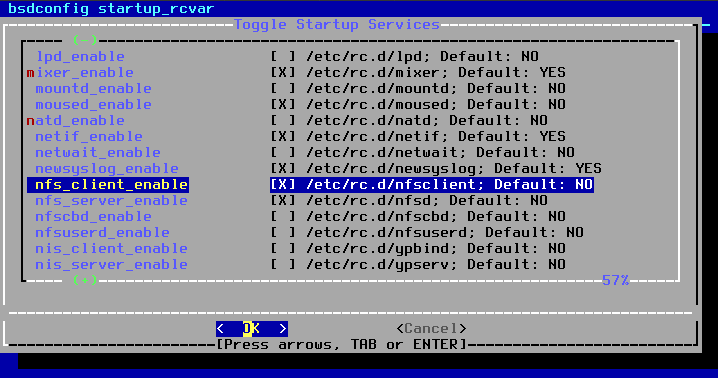 bsdconfig startup_rcvar
Toggle Startup Services
(-)
lpd_enable [ ] /etc/rc.d/lpd; Default: NO
mixer_enable [X] /etc/rc.d/mixer; Default: YES
mountd_enable [ ] /etc/rc.d/mountd; Default: NO
moused_enable [X] /etc/rc.d/moused; Default: NO
natd_enable [ ] /etc/rc.d/natd; Default: NO
netif_enable [X] /etc/rc.d/netif; Default: YES
netwait_enable [ ] /etc/rc.d/netwait; Default: NO
newsyslog_enable [X] /etc/rc.d/newsyslog; Default: YES
nfs_client_enable [X] /etc/rc.d/nfsclient; Default: NO
nfs_server_enable [X] /etc/rc.d/nfsd; Default: NO
nfscbd_enable [ ] /etc/rc.d/nfscbd; Default: NO
nfsuserd_enable [ ] /etc/rc.d/nfsuserd; Default: NO
nis_client_enable [ ] /etc/rc.d/ypbind; Default: NO
nis_server_enable [ ] /etc/rc.d/ypserv; Default: NO
(+) 57%
< OK > <Cancel>
[Press arrows, TAB or ENTER]